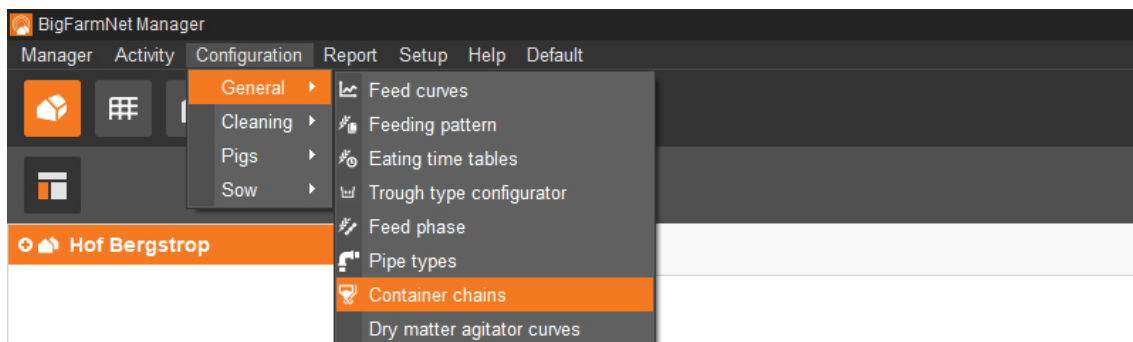 BigFarmNet Manager
Manager Activity Configuration Report Setup Help Default
General
Cleaning
Pigs
Sow
Feed curves
Feeding pattern
Eating time tables
Trough type configurator
Feed phase
Pipe types
Container chains
Dry matter agitator curves
Hof Bergstrop